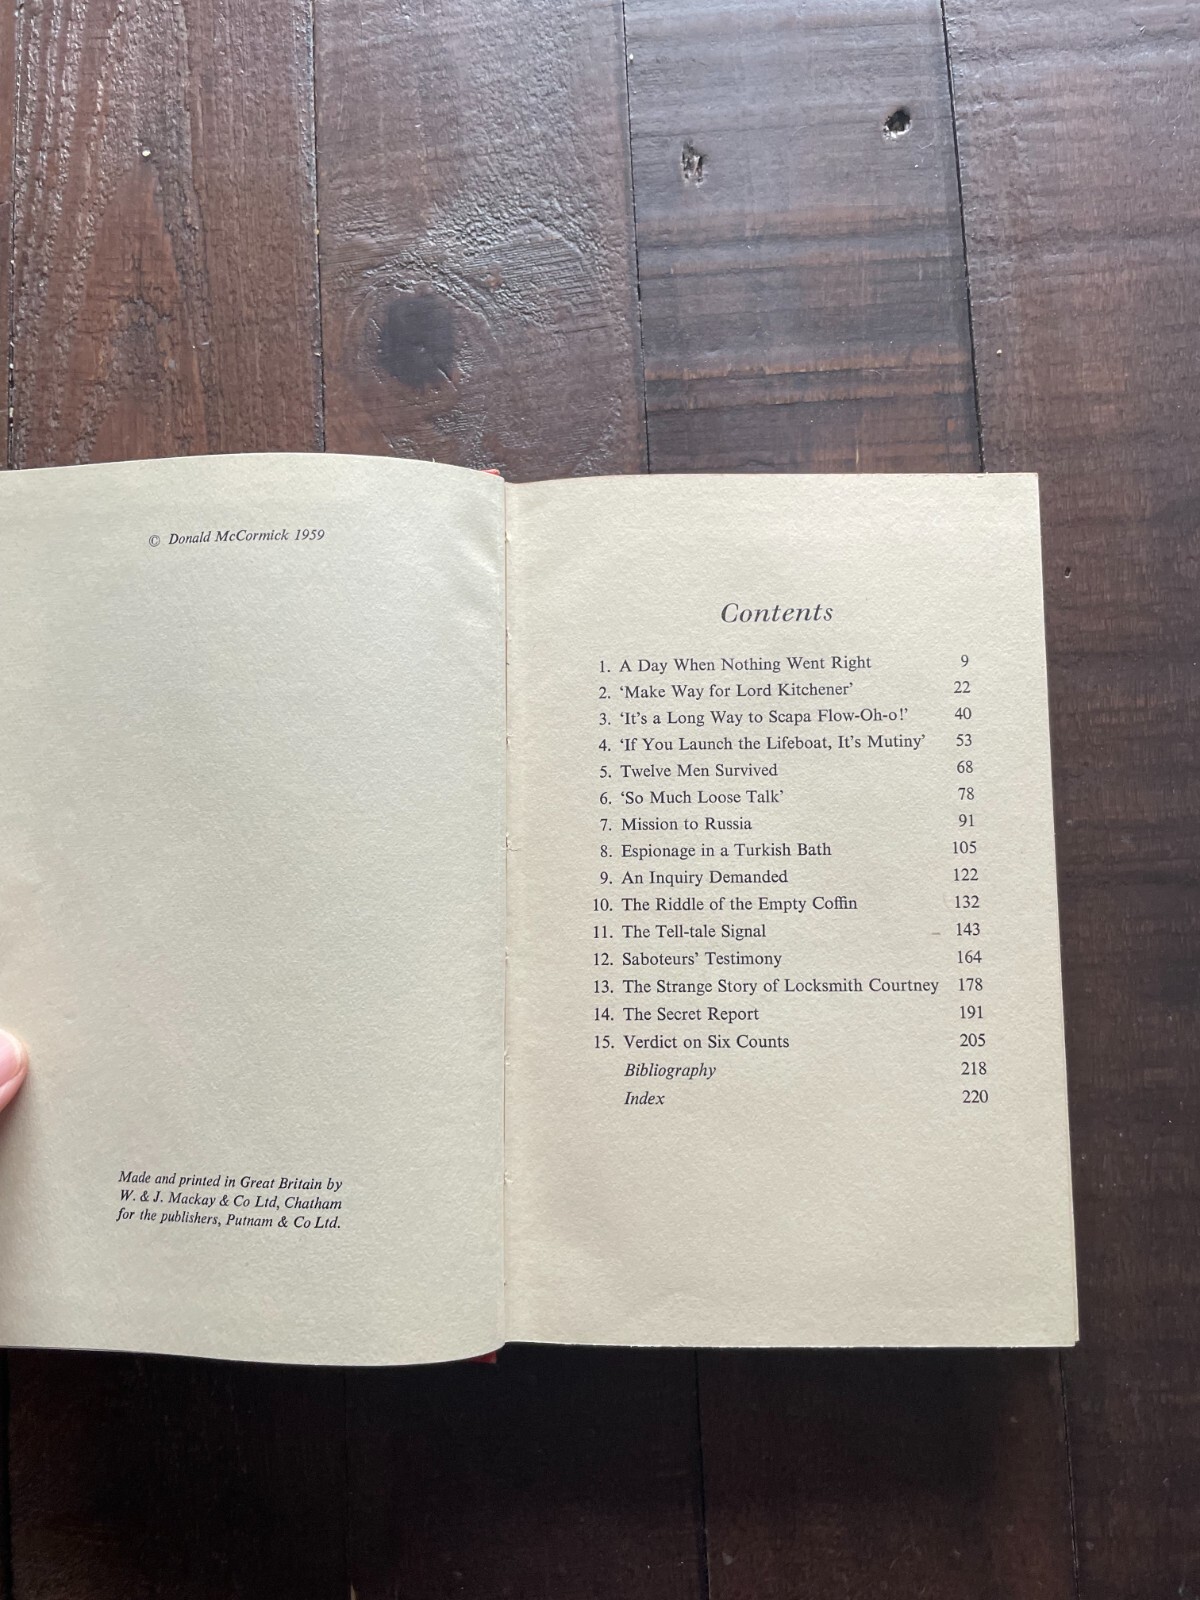 © Donald McCormick 1959
Made and printed in Great Britain by
W. & J. Mackay & Co Ltd, Chatham
for the publishers, Putnam & Co Ltd.
Contents
1. A Day When Nothing Went Right 9
2. ‘Make Way for Lord Kitchener’ 22
3. ‘It’s a Long Way to Scapa Flow-Oh-o!’ 40
4. ‘If You Launch the Lifeboat, It’s Mutiny’ 53
5. Twelve Men Survived 68
6. ‘So Much Loose Talk’ 78
7. Mission to Russia 91
8. Espionage in a Turkish Bath 105
9. An Inquiry Demanded 122
10. The Riddle of the Empty Coffin 132
11. The Tell-tale Signal 143
12. Saboteurs’ Testimony 164
13. The Strange Story of Locksmith Courtney 178
14. The Secret Report 191
15. Verdict on Six Counts 205
Bibliography 218
Index 220